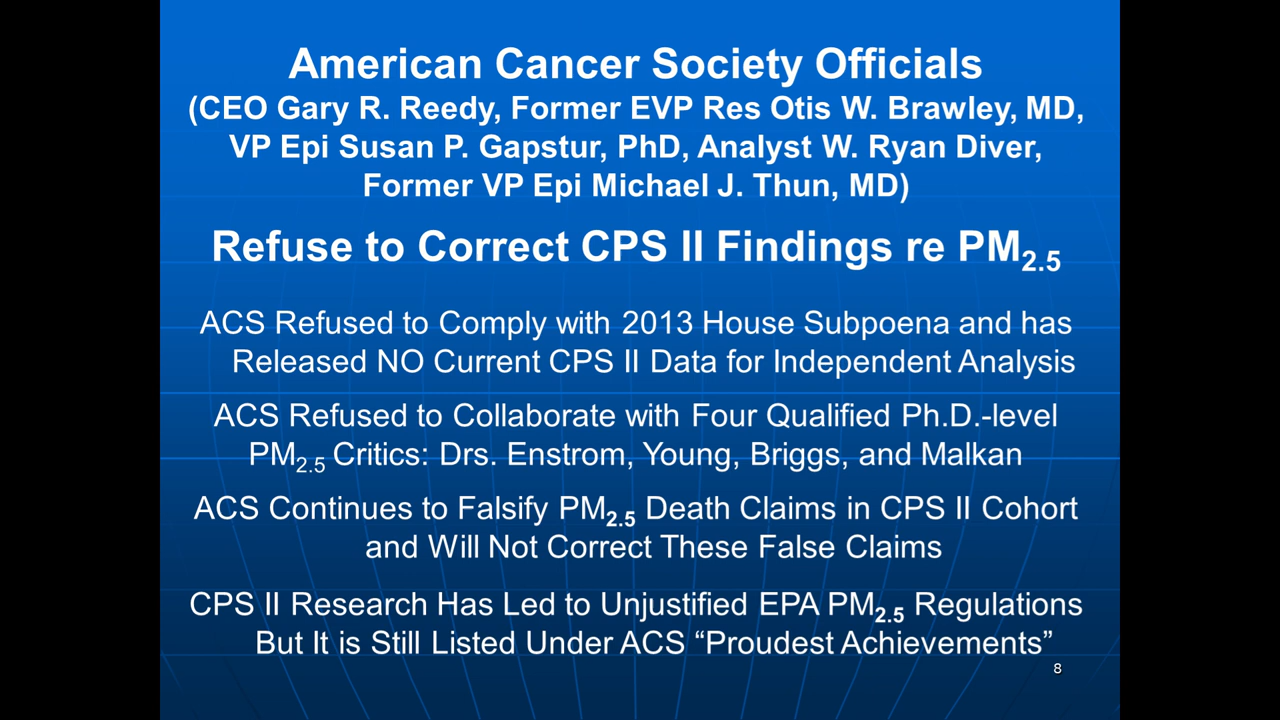 American Cancer Society Officials
(CEO Gary R. Reedy, Former EVP Res Otis W. Brawley, MD,
VP Epi Susan P. Gapstur, PhD, Analyst W. Ryan Diver,
Former VP Epi Michael J. Thun, MD)
Refuse to Correct CPS II Findings re PM2.5
ACS Refused to Comply with 2013 House Subpoena and has
Released NO Current CPS II Data for Independent Analysis
ACS Refused to Collaborate with Four Qualified Ph.D.-level
PM2.5 Critics: Drs. Enstrom, Young, Briggs, and Malkan
ACS Continues to Falsify PM2.5 Death Claims in CPS II Cohort
and Will Not Correct These False Claims
CPS II Research Has Led to Unjustified EPA PM2.5 Regulations
But It is Still Listed Under ACS “Proudest Achievements”
8